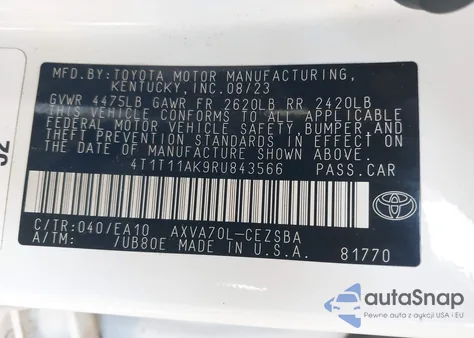 MFD.BY: TOYOTA MOTOR MANUFACTURING,
KENTUCKY, INC. 08/23
GVWR 4475LB GAWR FR 2620LB RR 2420LB
THIS VEHICLE CONFORMS TO ALL APPLICABLE
FEDERAL MOTOR VEHICLE SAFETY, BUMPER, AND
THEFT PREVENTION STANDARDS IN EFFECT ON
THE DATE OF MANUFACTURE SHOWN ABOVE.
4T1T11AK9RU843566 PASS.CAR
C/TR: 040/EA10 AXVA70L-CEZSBA
A/TM: /UB80E MADE IN U.S.A. 81770
autoSnap
Pewne auta z aukcji USA i EU